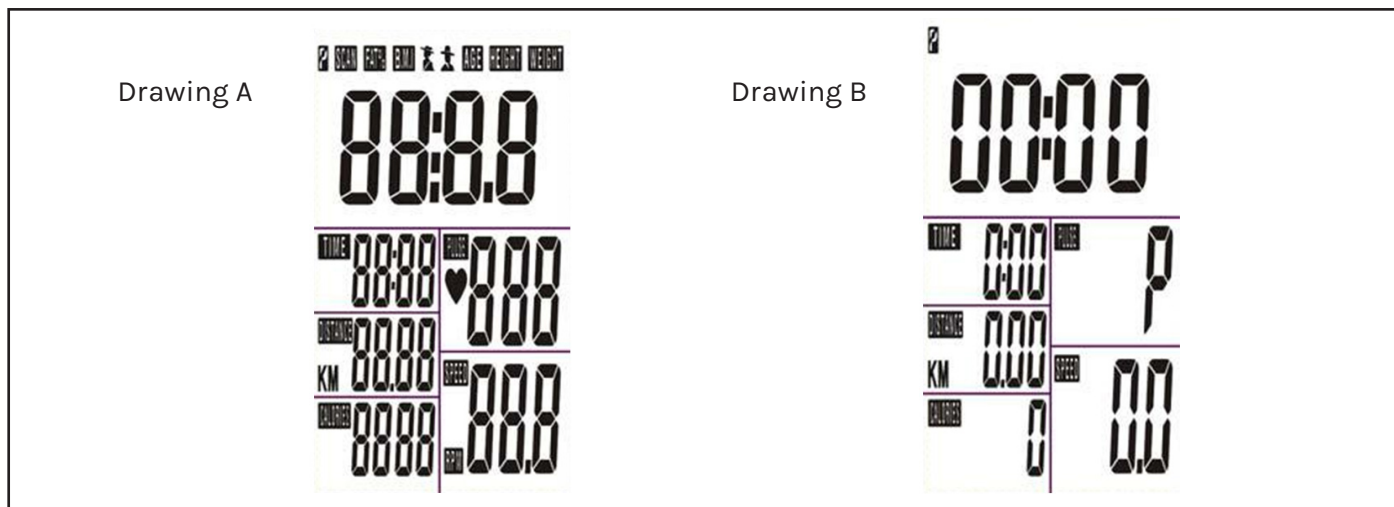 Drawing A
P SCAN FAT% B.M.I AGE HEIGHT WEIGHT
88:8.8
TIME 88:88
PULSE 888
DISTANCE 88.88
KM
SPEED 88.8
RPM
CALORIES 8888
Drawing B
P
00:00
TIME 0:00
PULSE P
DISTANCE 0.00
KM
SPEED 0.0
CALORIES 0